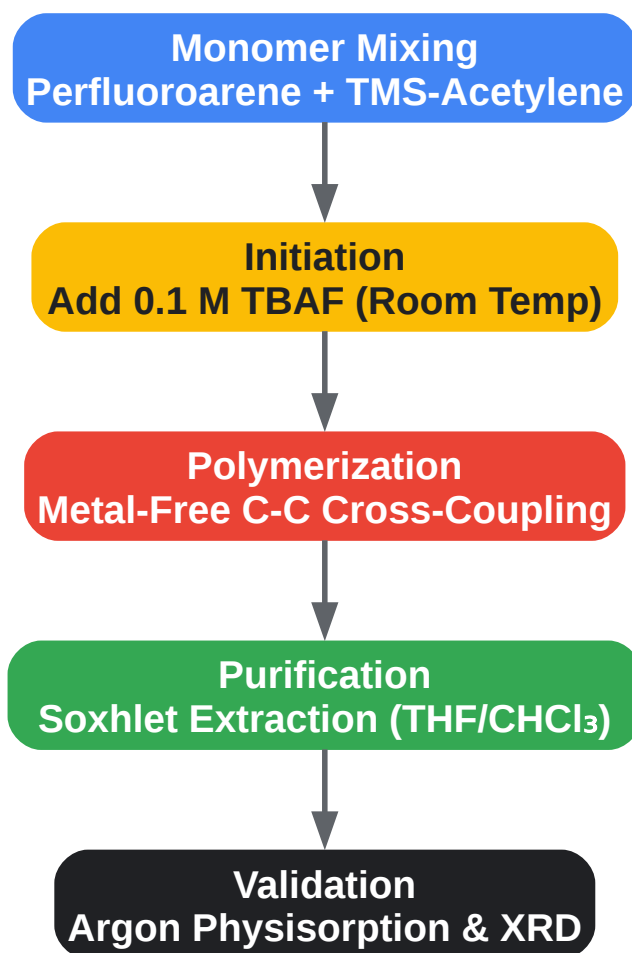 Monomer Mixing
Perfluoroarene + TMS-Acetylene
Initiation
Add 0.1 M TBAF (Room Temp)
Polymerization
Metal-Free C-C Cross-Coupling
Purification
Soxhlet Extraction (THF/CHCl₃)
Validation
Argon Physisorption & XRD